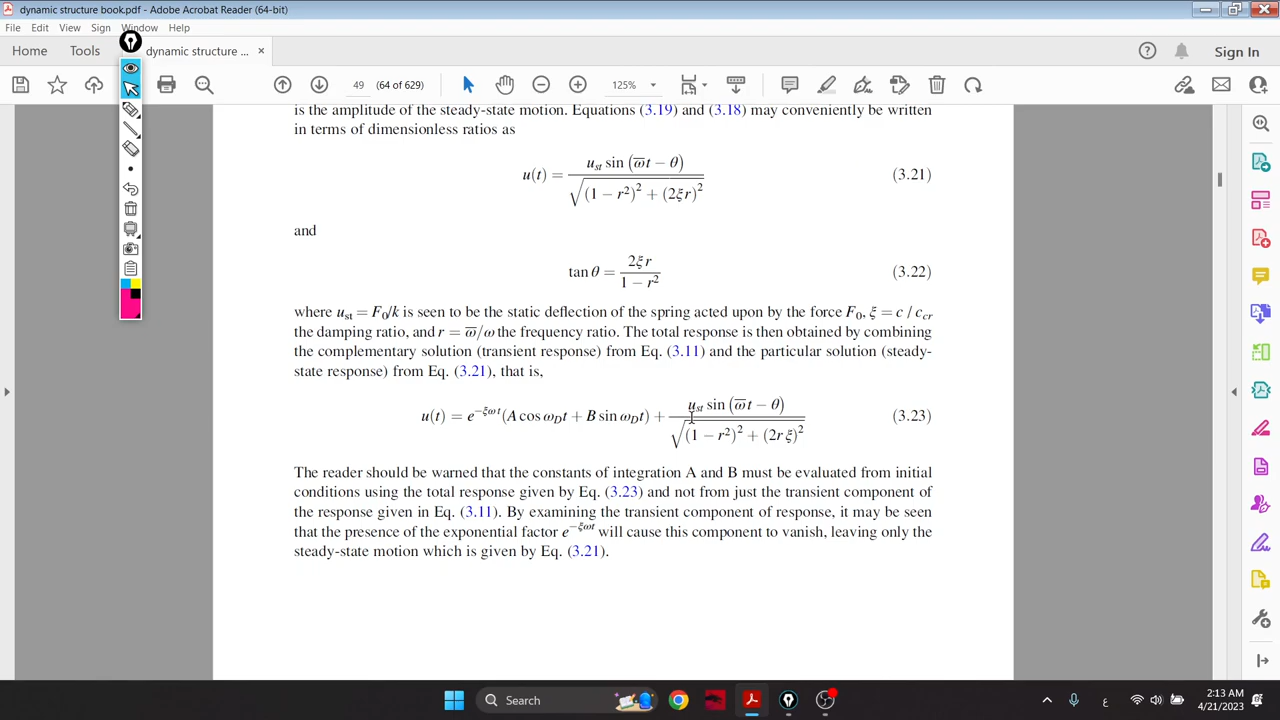 dynamic structure book.pdf - Adobe Acrobat Reader (64-bit)
File Edit View Sign Window Help
Home Tools dynamic structure ... × Sign In
49 (64 of 629) 125%
is the amplitude of the steady-state motion. Equations (3.19) and (3.18) may conveniently be written
in terms of dimensionless ratios as
u(t) = u_st sin (ω̅t − θ) / √((1 − r²)² + (2ξr)²) (3.21)
and
tan θ = 2ξr / (1 − r²) (3.22)
where u_st = F₀/k is seen to be the static deflection of the spring acted upon by the force F₀, ξ = c / c_cr
the damping ratio, and r = ω̅/ω the frequency ratio. The total response is then obtained by combining
the complementary solution (transient response) from Eq. (3.11) and the particular solution (steady-
state response) from Eq. (3.21), that is,
u(t) = e^(−ξωt) (A cos ω_D t + B sin ω_D t) + u_st sin (ω̅t − θ) / √((1 − r²)² + (2rξ)²) (3.23)
The reader should be warned that the constants of integration A and B must be evaluated from initial
conditions using the total response given by Eq. (3.23) and not from just the transient component of
the response given in Eq. (3.11). By examining the transient component of response, it may be seen
that the presence of the exponential factor e^(−ξωt) will cause this component to vanish, leaving only the
steady-state motion which is given by Eq. (3.21).
Search
ع
2:13 AM
4/21/2023